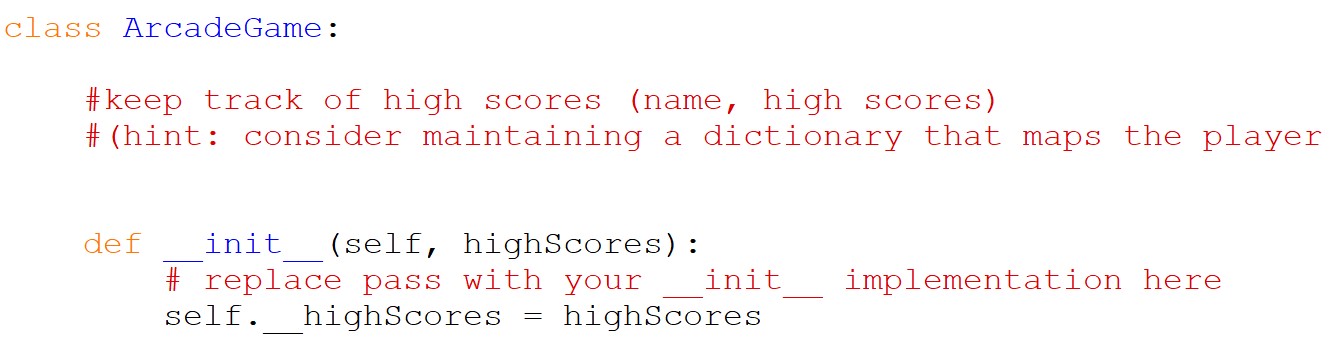 class ArcadeGame:
#keep track of high scores (name, high scores)
#(hint: consider maintaining a dictionary that maps the player
def __init__(self, highScores):
# replace pass with your __init__ implementation here
self.__highScores = highScores